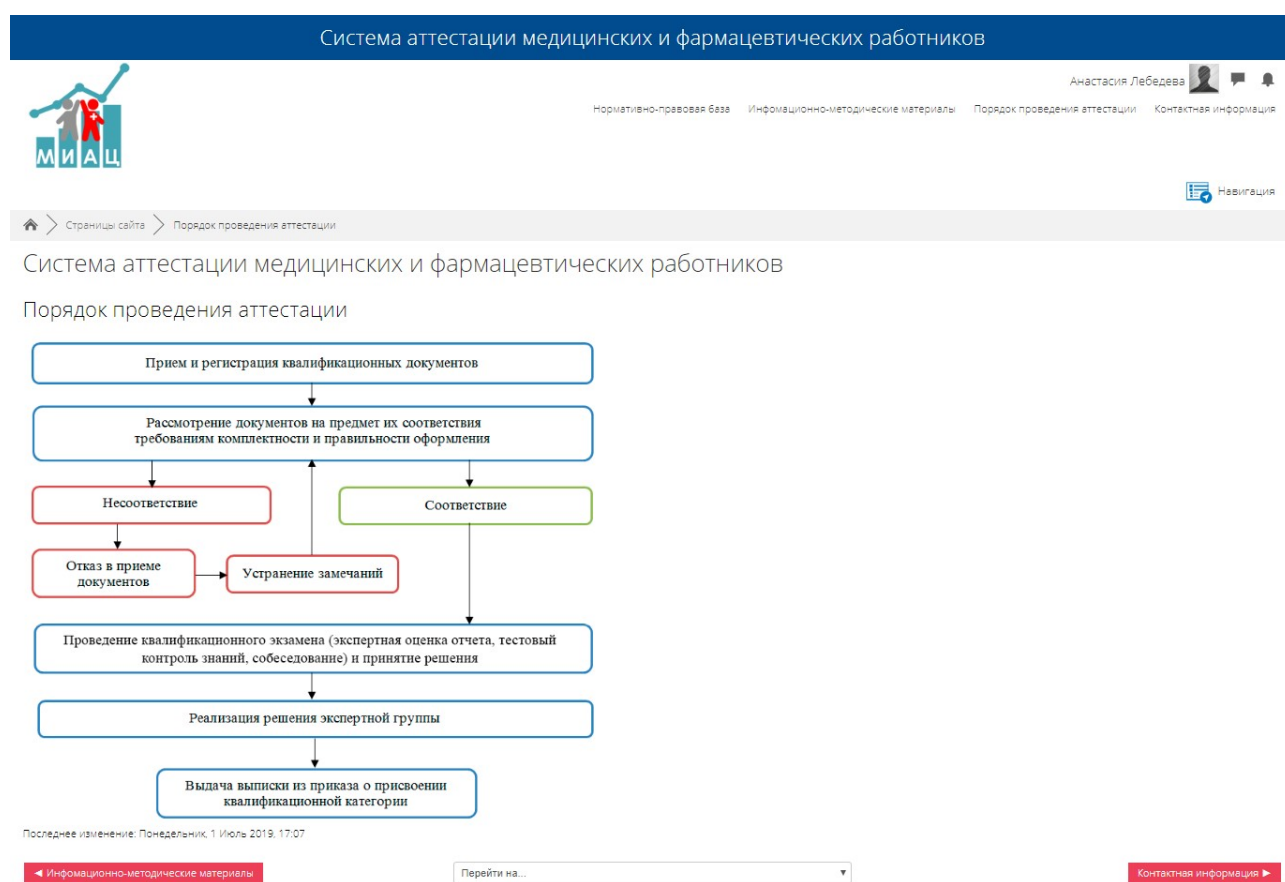 Система аттестации медицинских и фармацевтических работников
Анастасия Лебедева
Нормативно-правовая база Инфомационно-методические материалы Порядок проведения аттестации Контактная информация
МИАЦ
Навигация
Страницы сайта Порядок проведения аттестации
Система аттестации медицинских и фармацевтических работников
Порядок проведения аттестации
Прием и регистрация квалификационных документов
Рассмотрение документов на предмет их соответствия
требованиям комплектности и правильности оформления
Несоответствие
Соответствие
Отказ в приеме
документов
Устранение замечаний
Проведение квалификационного экзамена (экспертная оценка отчета, тестовый
контроль знаний, собеседование) и принятие решения
Реализация решения экспертной группы
Выдача выписки из приказа о присвоении
квалификационной категории
Последнее изменение: Понедельник, 1 Июль 2019, 17:07
◄ Инфомационно-методические материалы
Перейти на...
Контактная информация ►